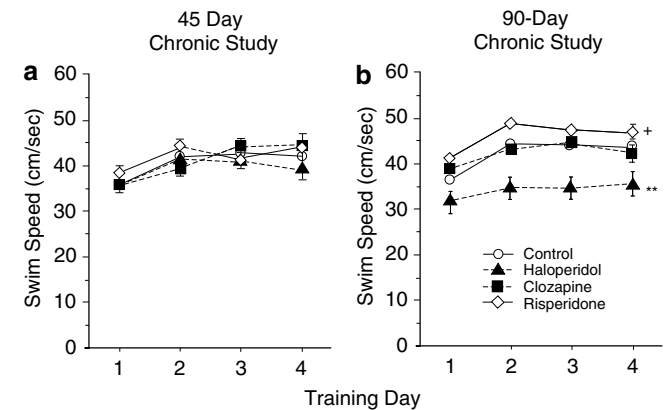 45 Day
Chronic Study
90-Day
Chronic Study
a
b
60
50
40
30
20
40
0
Swim Speed (cm/sec)
1 2 3 4
60
50
40
30
20
10
0
Swim Speed (cm/sec)
+
**
Control
Haloperidol
Clozapine
Risperidone
1 2 3 4
Training Day